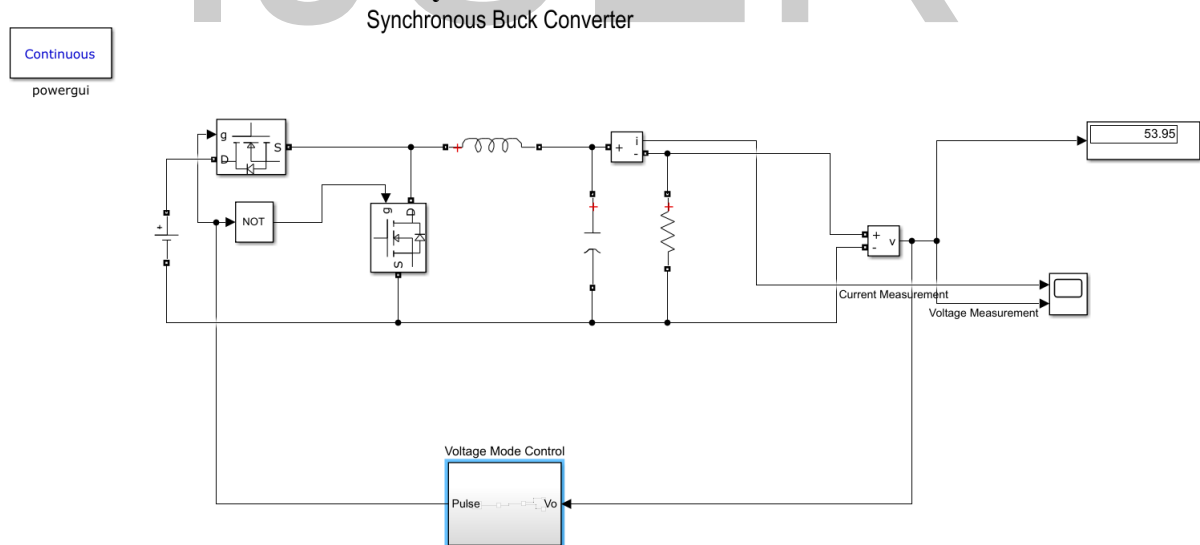 Synchronous Buck Converter
Continuous
powergui
53.95
g
S
D
NOT
g
D
S
+
+
+
i
+
-
+
+
+
-
v
Current Measurement
Voltage Measurement
Voltage Mode Control
Pulse
Vo